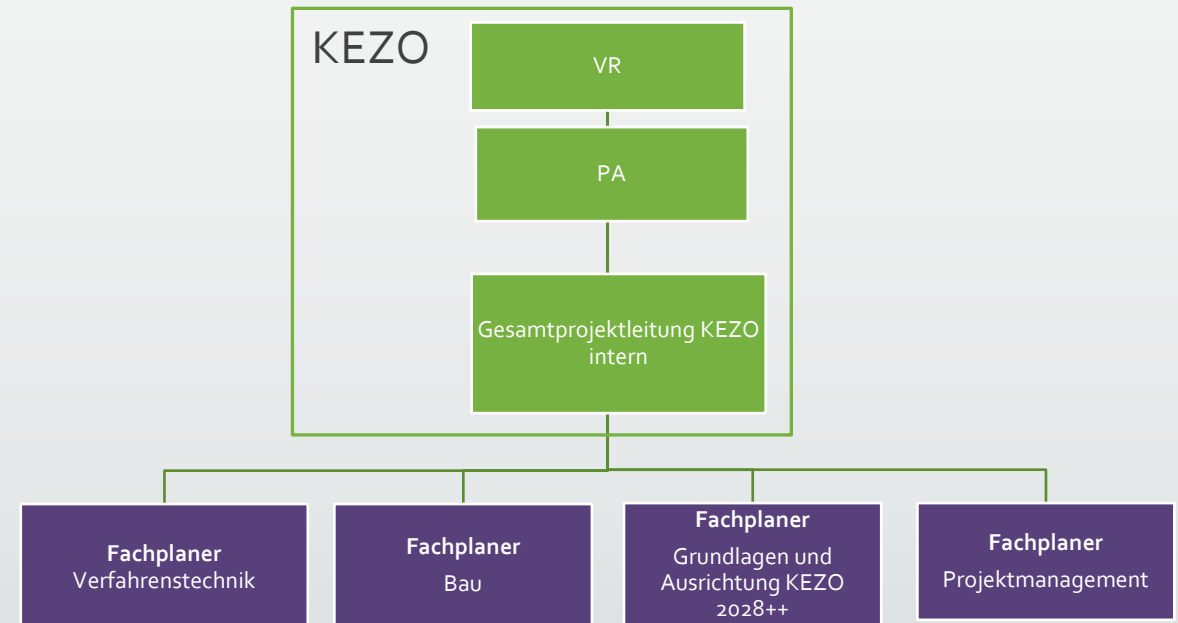 KEZO
VR
PA
Gesamtprojektleitung KEZO
intern
Fachplaner
Verfahrenstechnik
Fachplaner
Bau
Fachplaner
Grundlagen und
Ausrichtung KEZO
2028++
Fachplaner
Projektmanagement